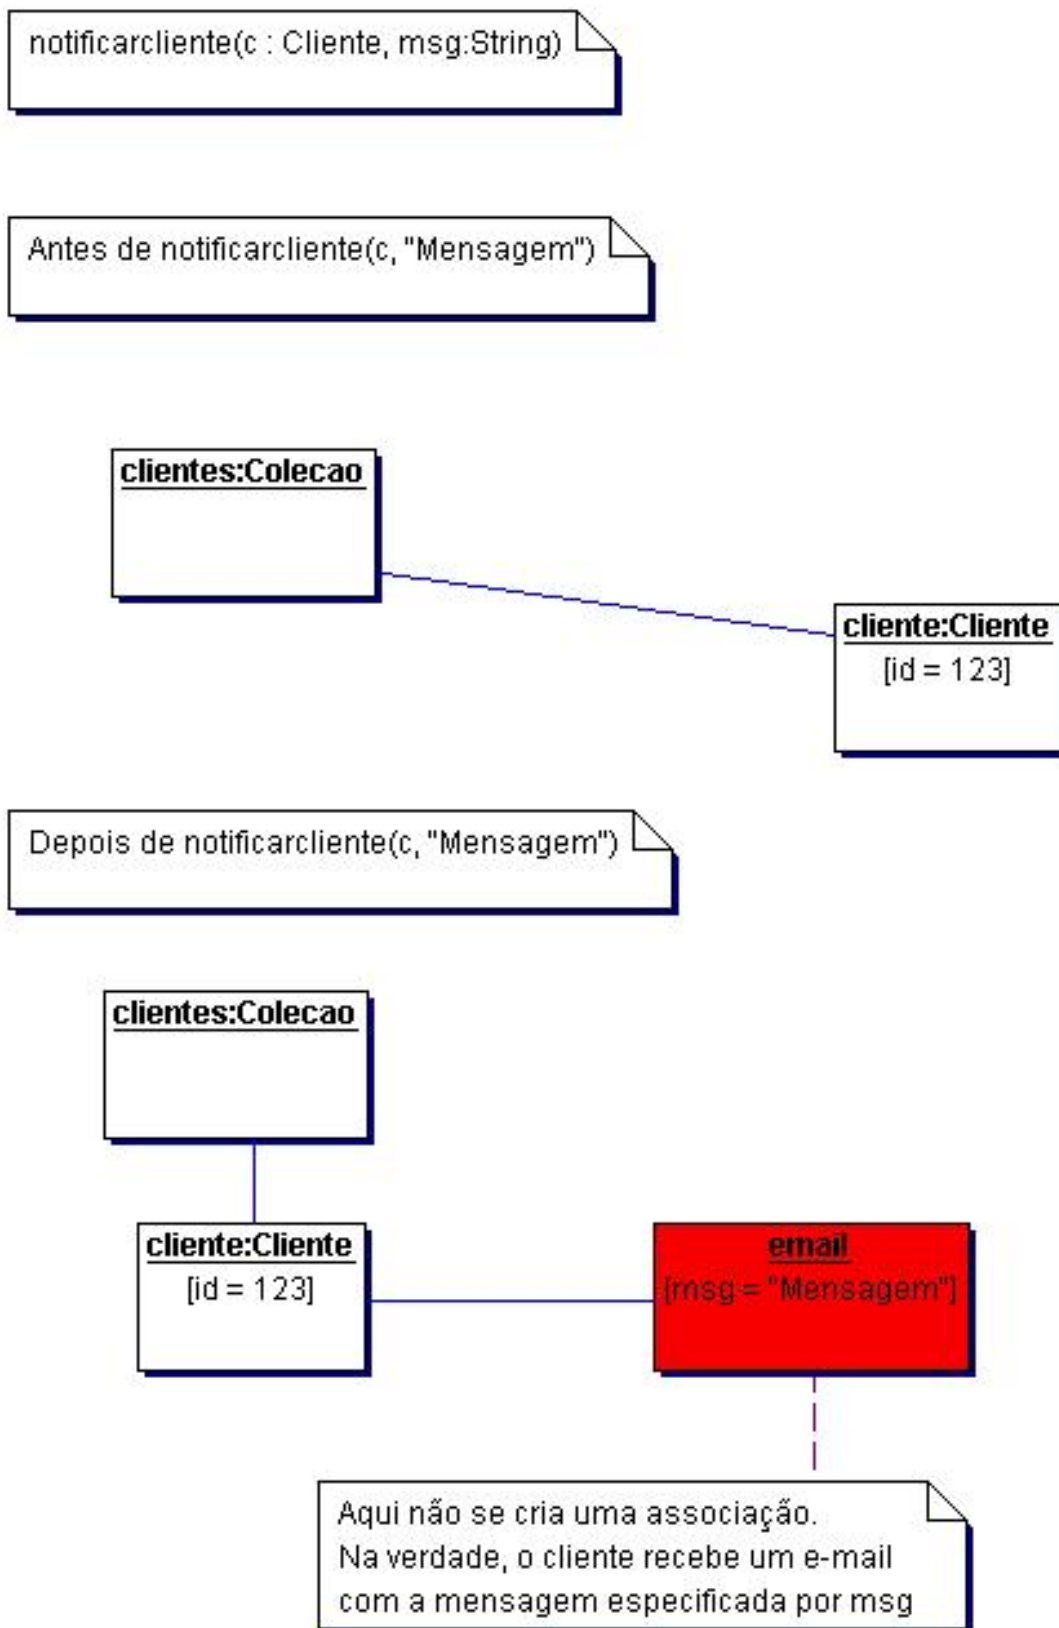 notificarcliente(c : Cliente, msg:String)
Antes de notificarcliente(c, "Mensagem")
clientes:Colecao
cliente:Cliente
[id = 123]
Depois de notificarcliente(c, "Mensagem")
clientes:Colecao
cliente:Cliente
[id = 123]
email
[msg = "Mensagem"]
Aqui não se cria uma associação.
Na verdade, o cliente recebe um e-mail
com a mensagem especificada por msg